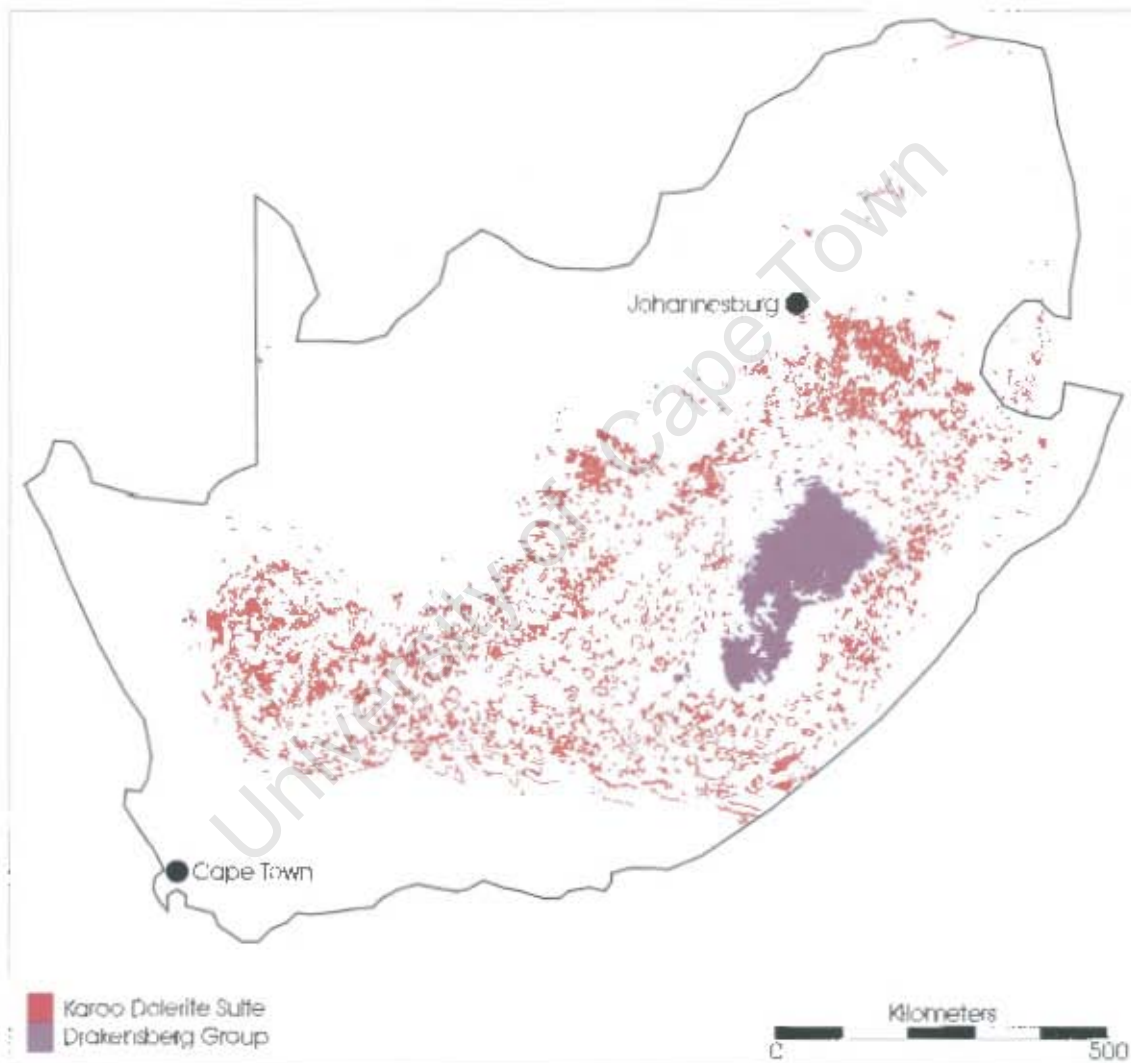 Johannesburg
University of Cape Town
Cape Town
Karoo Dolerite Suite
Drakensberg Group
Kilometers
0 500